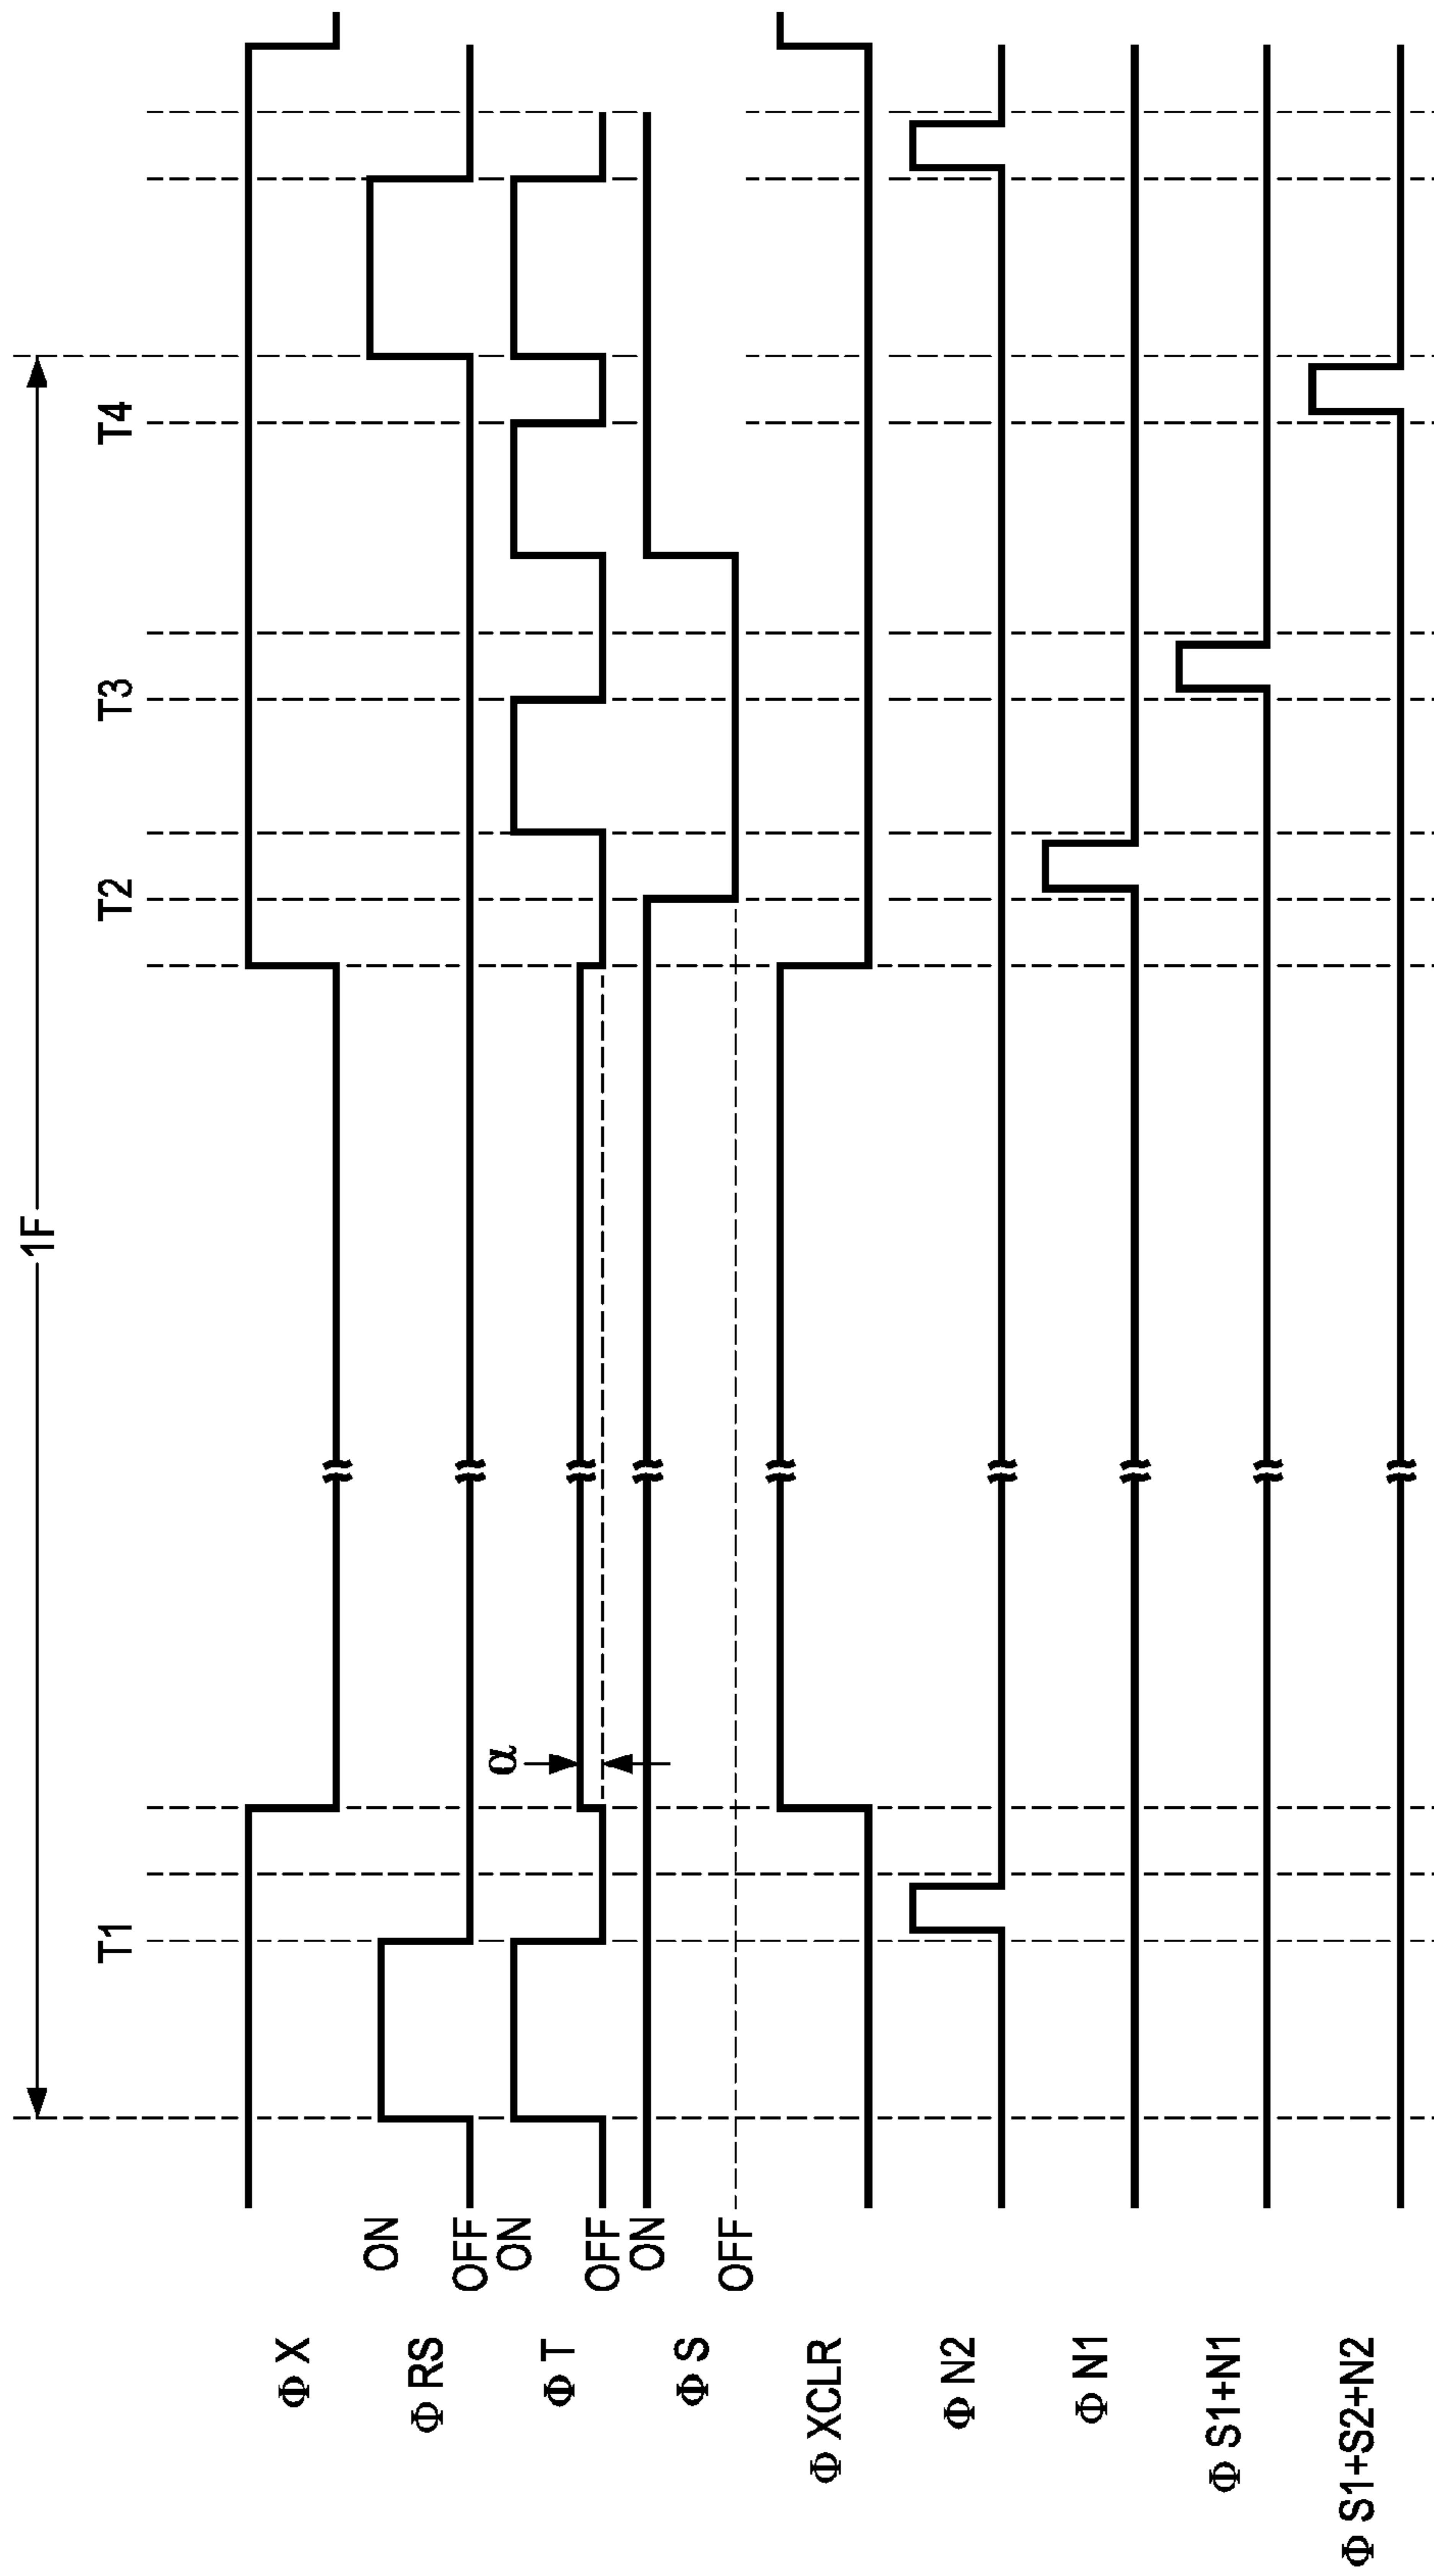 1F
T1 T2 T3 T4
Φ X
Φ RS
ON
OFF
Φ T
ON
α
OFF
Φ S
ON
OFF
Φ XCLR
Φ N2
Φ N1
Φ S1+N1
Φ S1+S2+N2